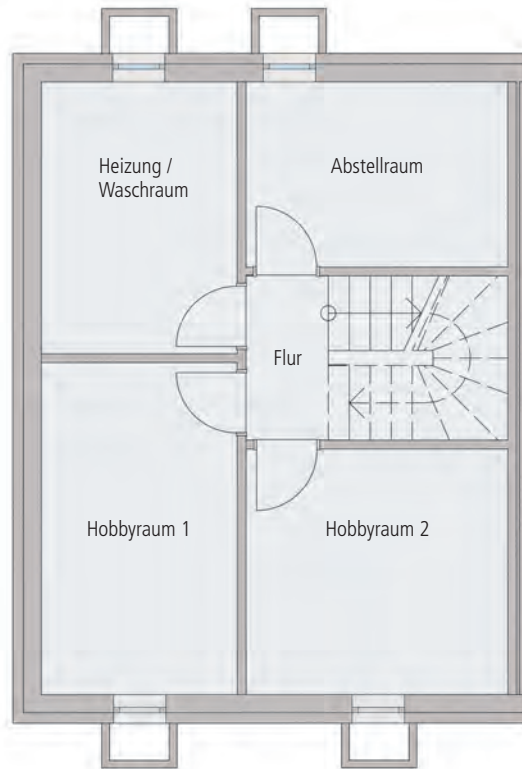 Heizung /
Waschraum
Abstellraum
Flur
Hobbyraum 1
Hobbyraum 2